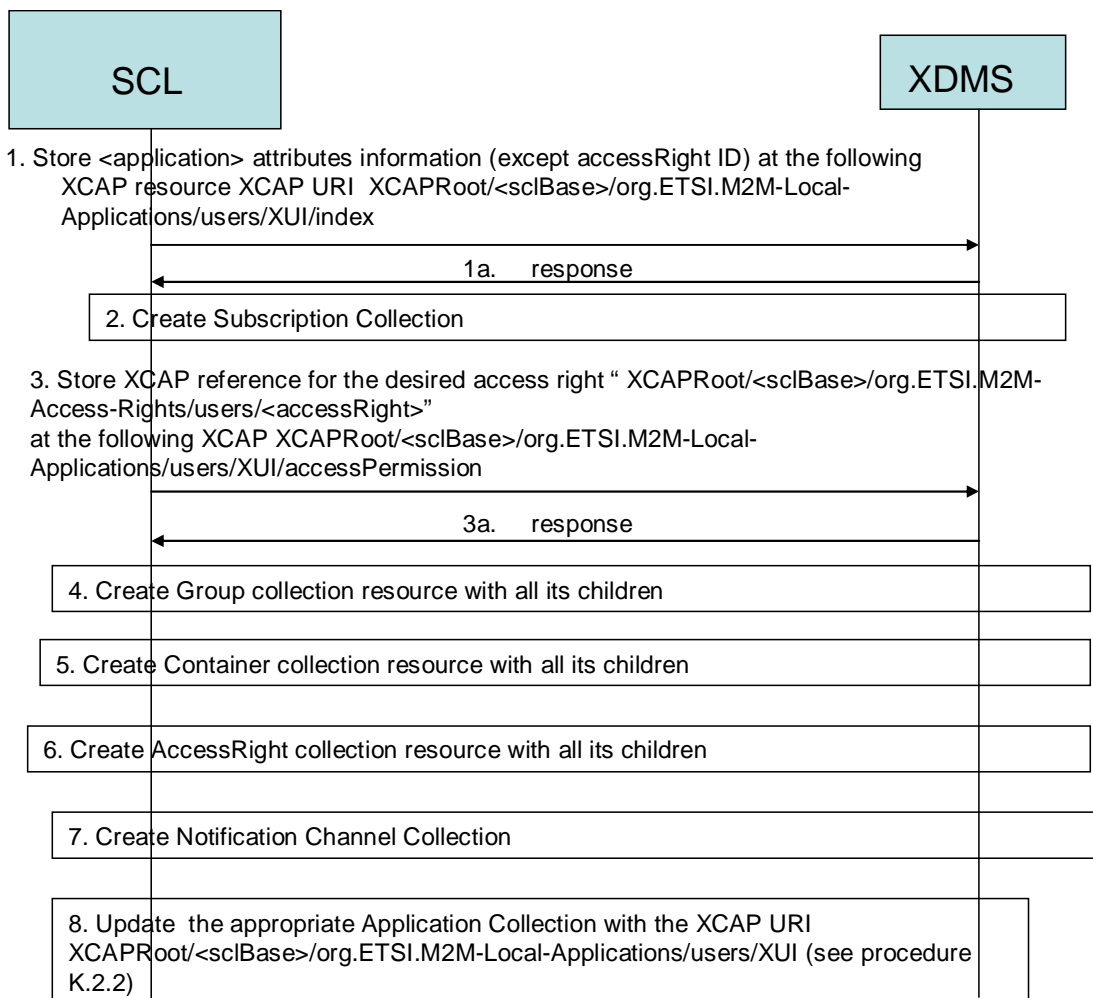 SCL
XDMS
1. Store <application> attributes information (except accessRight ID) at the following
XCAP resource XCAP URI XCAPRoot/<sclBase>/org.ETSI.M2M-Local-
Applications/users/XUI/index
1a. response
2. Create Subscription Collection
3. Store XCAP reference for the desired access right “ XCAPRoot/<sclBase>/org.ETSI.M2M-
Access-Rights/users/<accessRight>”
at the following XCAP XCAPRoot/<sclBase>/org.ETSI.M2M-Local-
Applications/users/XUI/accessPermission
3a. response
4. Create Group collection resource with all its children
5. Create Container collection resource with all its children
6. Create AccessRight collection resource with all its children
7. Create Notification Channel Collection
8. Update the appropriate Application Collection with the XCAP URI
XCAPRoot/<sclBase>/org.ETSI.M2M-Local-Applications/users/XUI (see procedure
K.2.2)